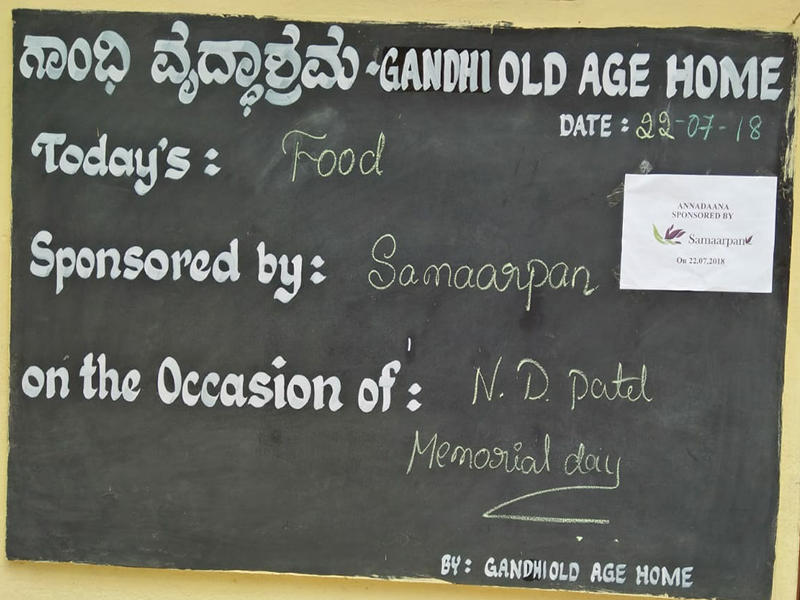 ಗಾಂಧಿ ವೃದ್ಧಾಶ್ರಮ - GANDHI OLD AGE HOME
DATE : 22-07-18
Today's : Food
ANNADAANA
SPONSORED BY
Samaarpan
On 22.07.2018
Sponsored by : Samaarpan
on the Occasion of : N. D. Patel
Memorial day
BY : GANDHI OLD AGE HOME